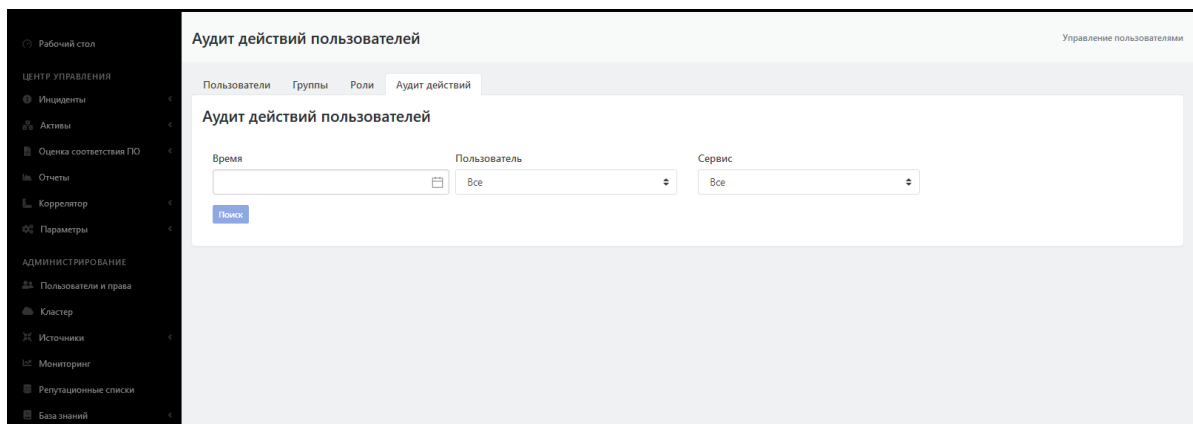 Рабочий стол
ЦЕНТР УПРАВЛЕНИЯ
Инциденты
Активы
Оценка соответствия ПО
Отчеты
Коррелятор
Параметры
АДМИНИСТРИРОВАНИЕ
Пользователи и права
Кластер
Источники
Мониторинг
Репутационные списки
База знаний
Аудит действий пользователей
Управление пользователями
Пользователи Группы Роли Аудит действий
Аудит действий пользователей
Время Пользователь Сервис
Все Все
Поиск